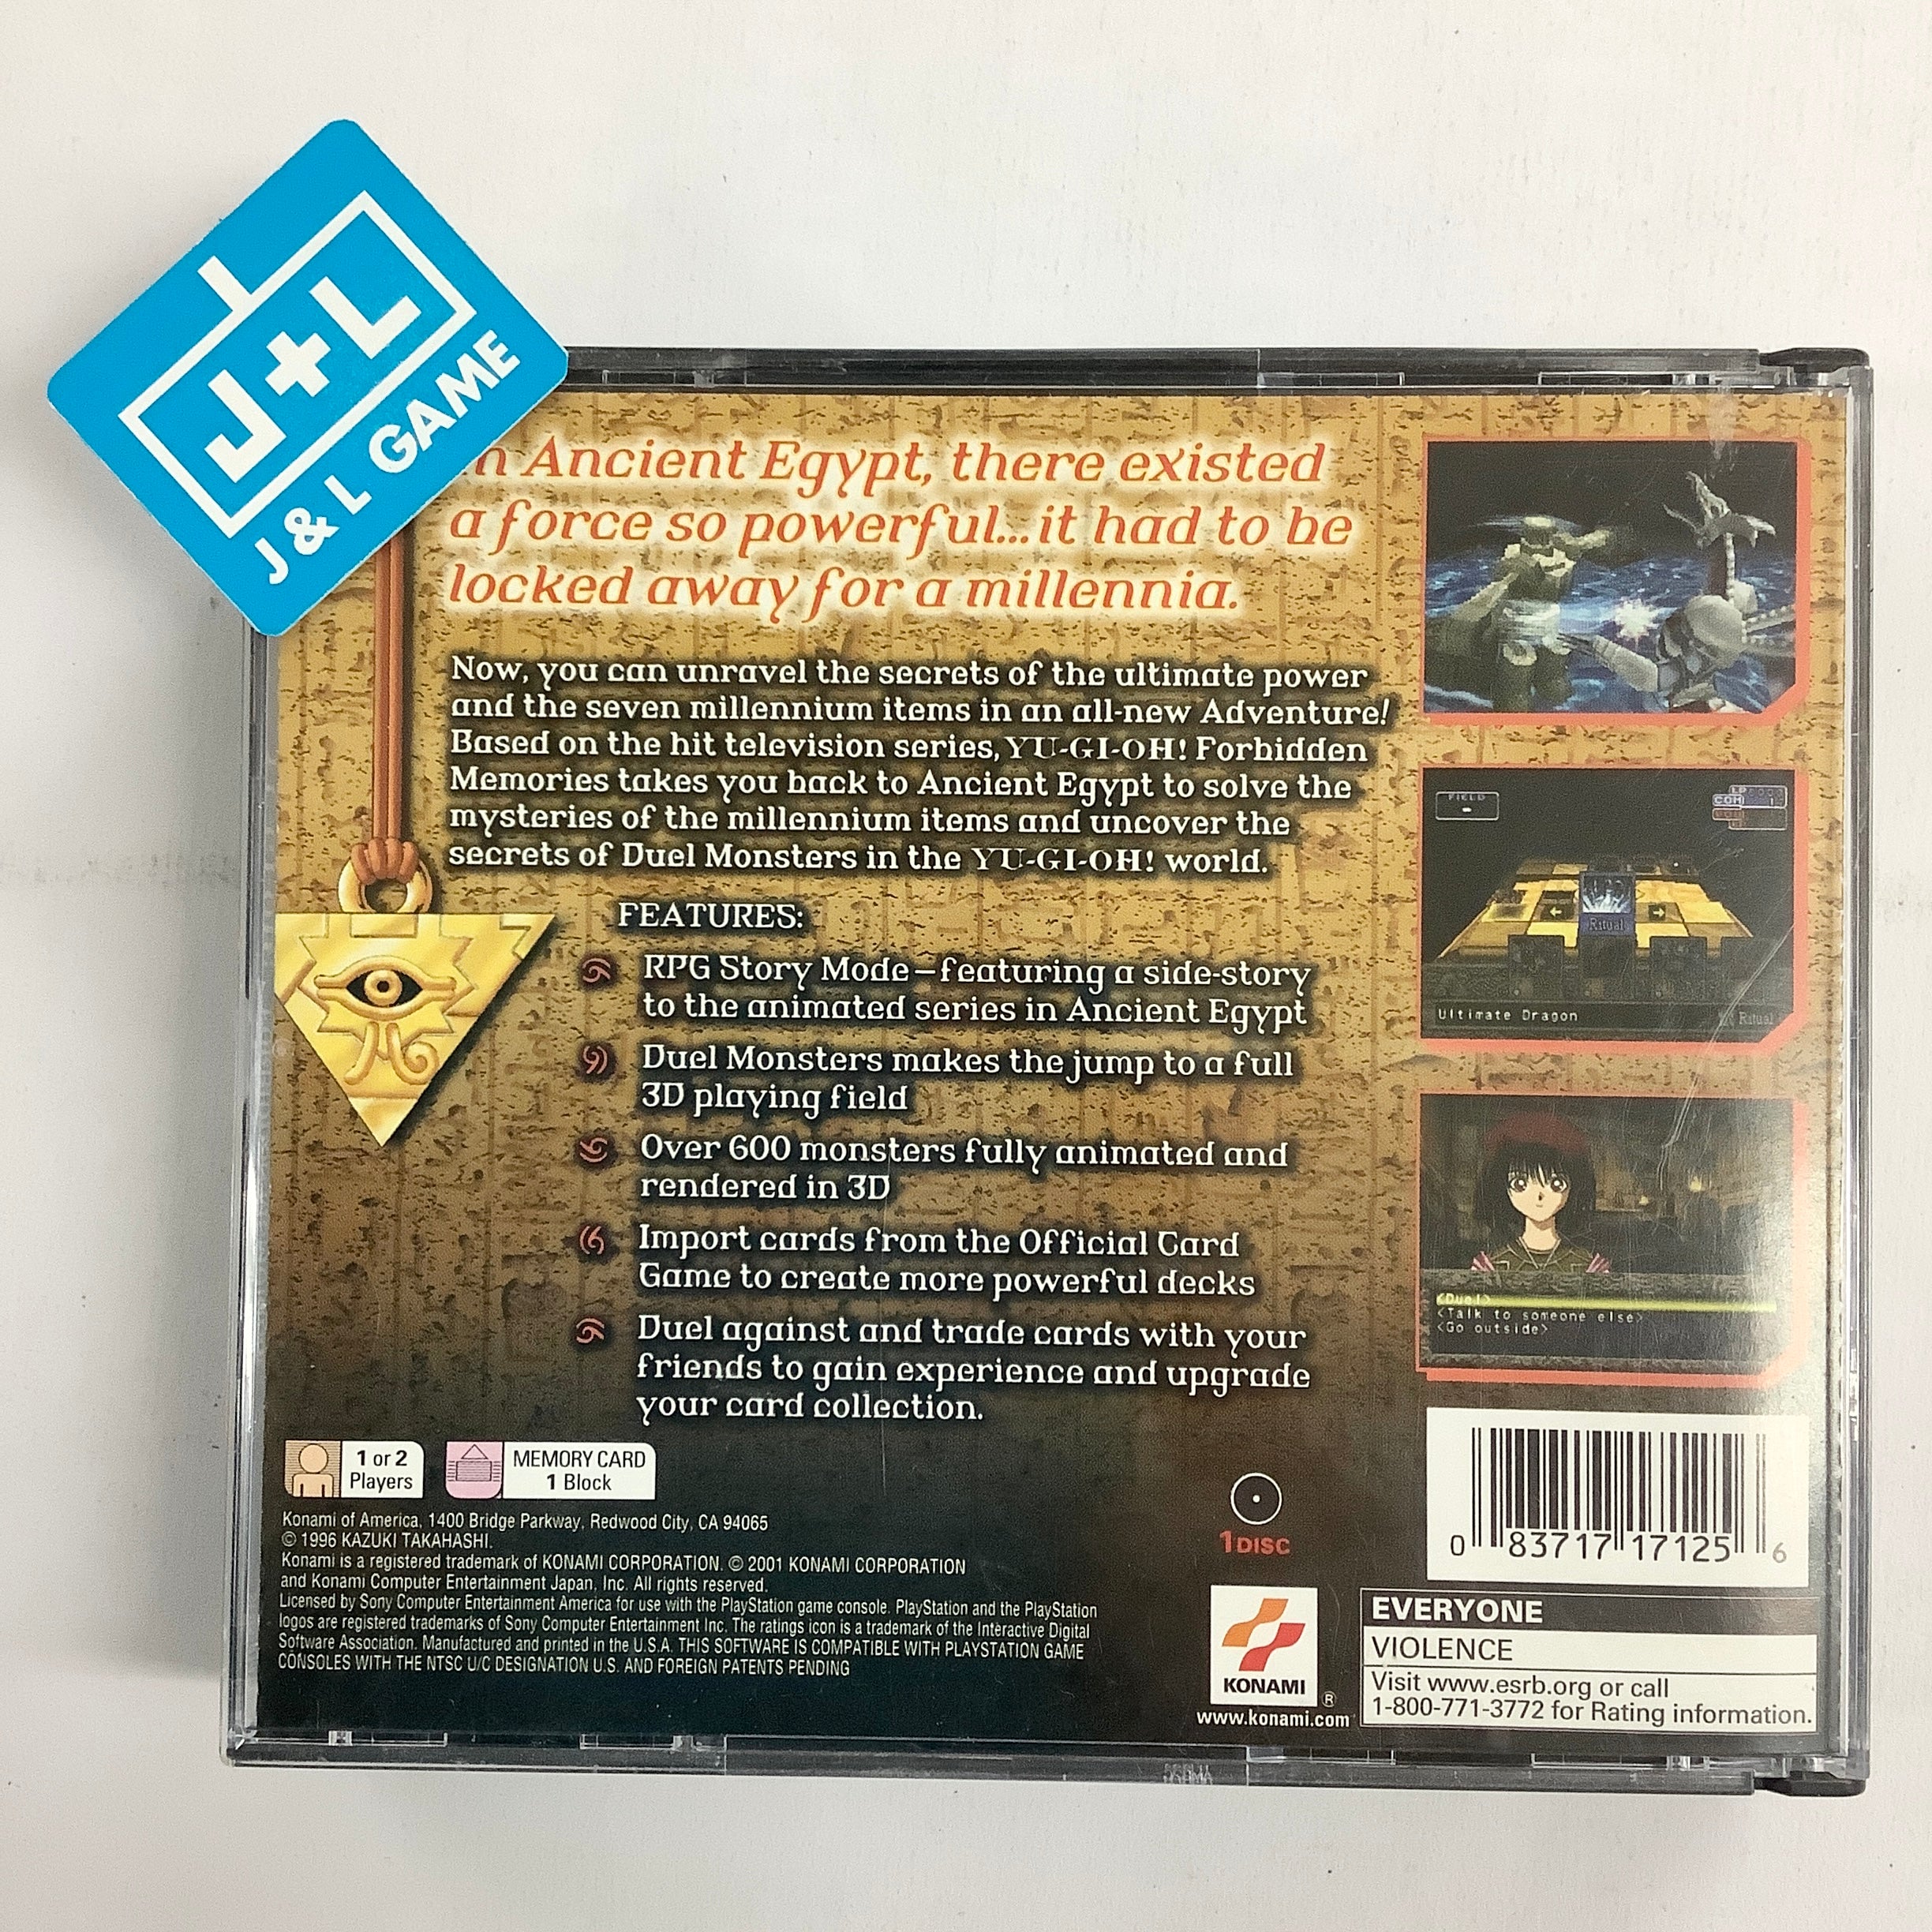 J+L
J & L GAME
n Ancient Egypt, there existed
a force so powerful...it had to be
locked away for a millennia.
Now, you can unravel the secrets of the ultimate power
and the seven millennium items in an all-new Adventure!
Based on the hit television series, YU-GI-OH! Forbidden
Memories takes you back to Ancient Egypt to solve the
mysteries of the millennium items and uncover the
secrets of Duel Monsters in the YU-GI-OH! world.
FEATURES:
RPG Story Mode—featuring a side-story
to the animated series in Ancient Egypt
Duel Monsters makes the jump to a full
3D playing field
Over 600 monsters fully animated and
rendered in 3D
Import cards from the Official Card
Game to create more powerful decks
Duel against and trade cards with your
friends to gain experience and upgrade
your card collection.
FIELD
COM
Ritual
Ultimate Dragon
Ritual
<Duel>
<Talk to someone else>
<Go outside>
1 or 2
Players
MEMORY CARD
1 Block
Konami of America, 1400 Bridge Parkway, Redwood City, CA 94065
© 1996 KAZUKI TAKAHASHI.
Konami is a registered trademark of KONAMI CORPORATION. © 2001 KONAMI CORPORATION
and Konami Computer Entertainment Japan, Inc. All rights reserved.
Licensed by Sony Computer Entertainment America for use with the PlayStation game console. PlayStation and the PlayStation
logos are registered trademarks of Sony Computer Entertainment Inc. The ratings icon is a trademark of the Interactive Digital
Software Association. Manufactured and printed in the U.S.A. THIS SOFTWARE IS COMPATIBLE WITH PLAYSTATION GAME
CONSOLES WITH THE NTSC U/C DESIGNATION U.S. AND FOREIGN PATENTS PENDING
1 DISC
KONAMI ®
www.konami.com
0 83717 17125 6
EVERYONE
VIOLENCE
Visit www.esrb.org or call
1-800-771-3772 for Rating information.